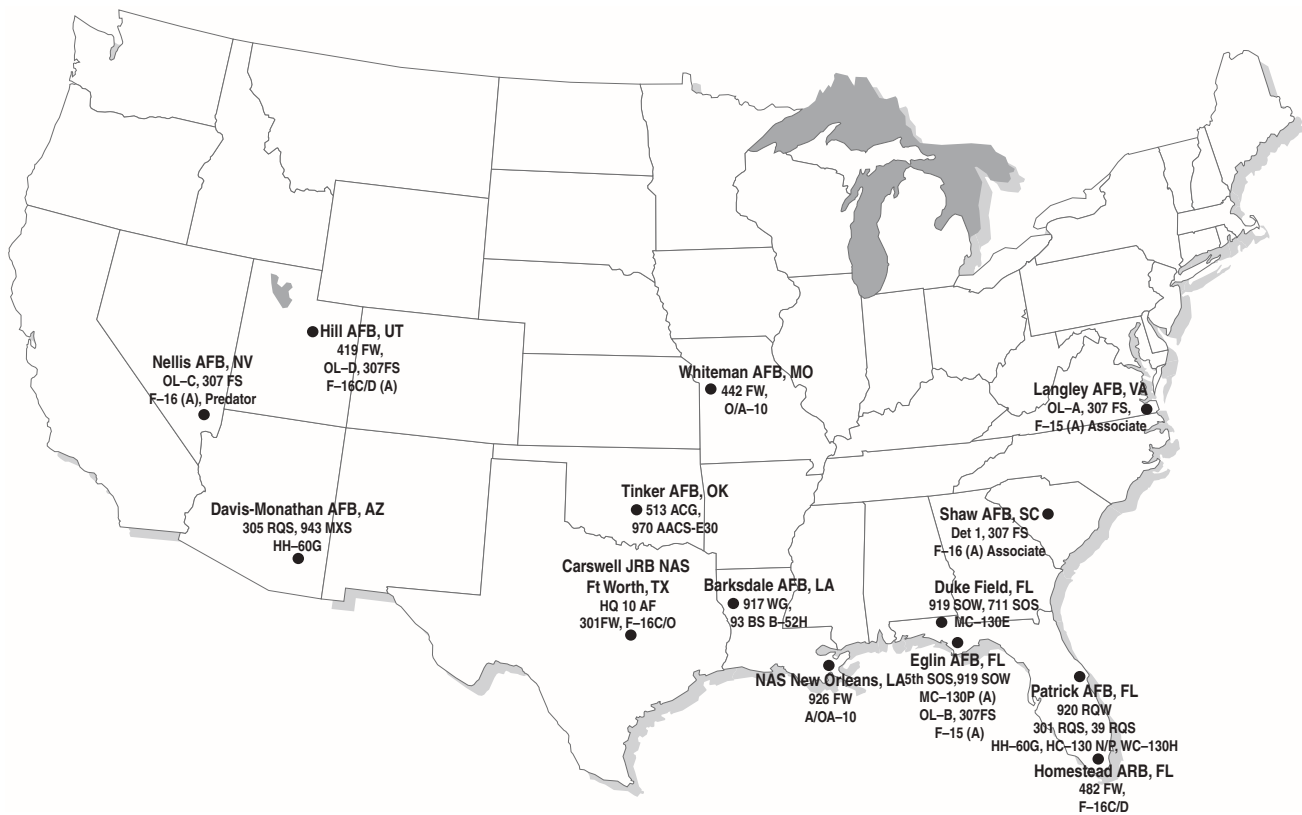 Hill AFB, UT
419 FW,
OL–D, 307FS
F–16C/D (A)
Nellis AFB, NV
OL–C, 307 FS
F–16 (A), Predator
Whiteman AFB, MO
442 FW,
O/A–10
Langley AFB, VA
OL–A, 307 FS,
F–15 (A) Associate
Davis-Monathan AFB, AZ
305 RQS, 943 MXS
HH–60G
Tinker AFB, OK
513 ACG,
970 AACS-E30
Shaw AFB, SC
Det 1, 307 FS
F–16 (A) Associate
Carswell JRB NAS
Ft Worth, TX
HQ 10 AF
301FW, F–16C/O
Barksdale AFB, LA
917 WG,
93 BS B–52H
Duke Field, FL
919 SOW, 711 SOS
MC–130E
NAS New Orleans, LA
926 FW
A/OA–10
Eglin AFB, FL
5th SOS,919 SOW
MC–130P (A)
OL–B, 307FS
F–15 (A)
Patrick AFB, FL
920 RQW
301 RQS, 39 RQS
HH–60G, HC–130 N/P, WC–130H
Homestead ARB, FL
482 FW,
F–16C/D